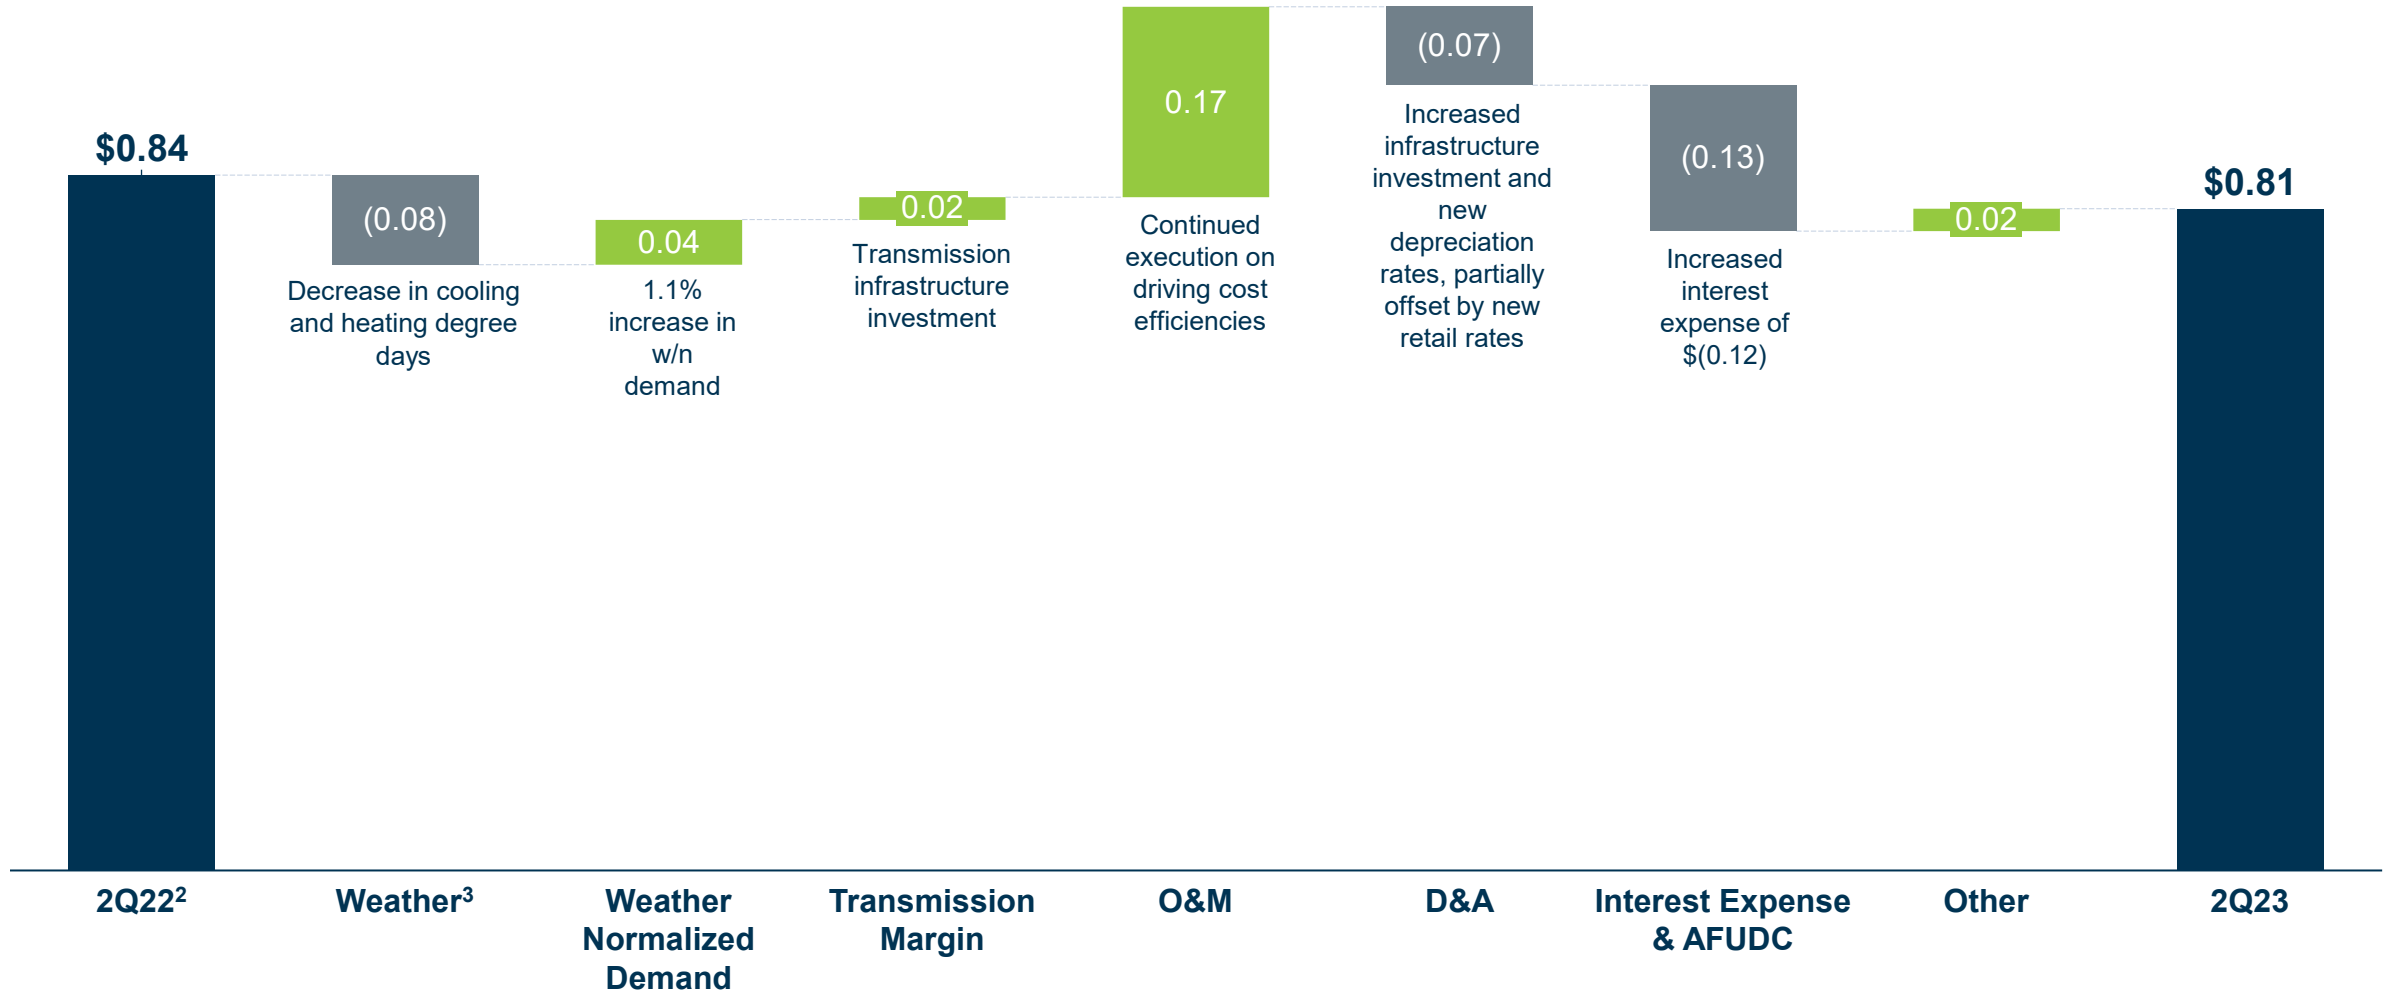 $0.84
(0.08)
Decrease in cooling
and heating degree
days
0.04
1.1%
increase in
w/n
demand
0.02
Transmission
infrastructure
investment
0.17
Continued
execution on
driving cost
efficiencies
(0.07)
Increased
infrastructure
investment and
new
depreciation
rates, partially
offset by new
retail rates
(0.13)
Increased
interest
expense of
$(0.12)
0.02
$0.81
2Q22²
Weather³
Weather
Normalized
Demand
Transmission
Margin
O&M
D&A
Interest Expense
& AFUDC
Other
2Q23